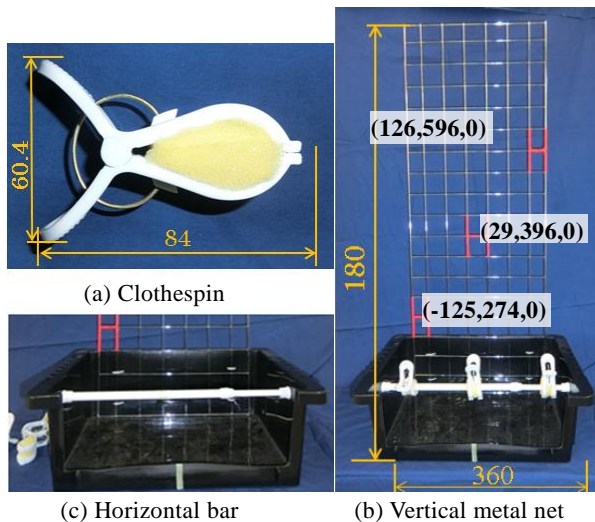 60.4
84
(a) Clothespin
(c) Horizontal bar
(126,596,0)
(29,396,0)
(-125,274,0)
180
360
(b) Vertical metal net